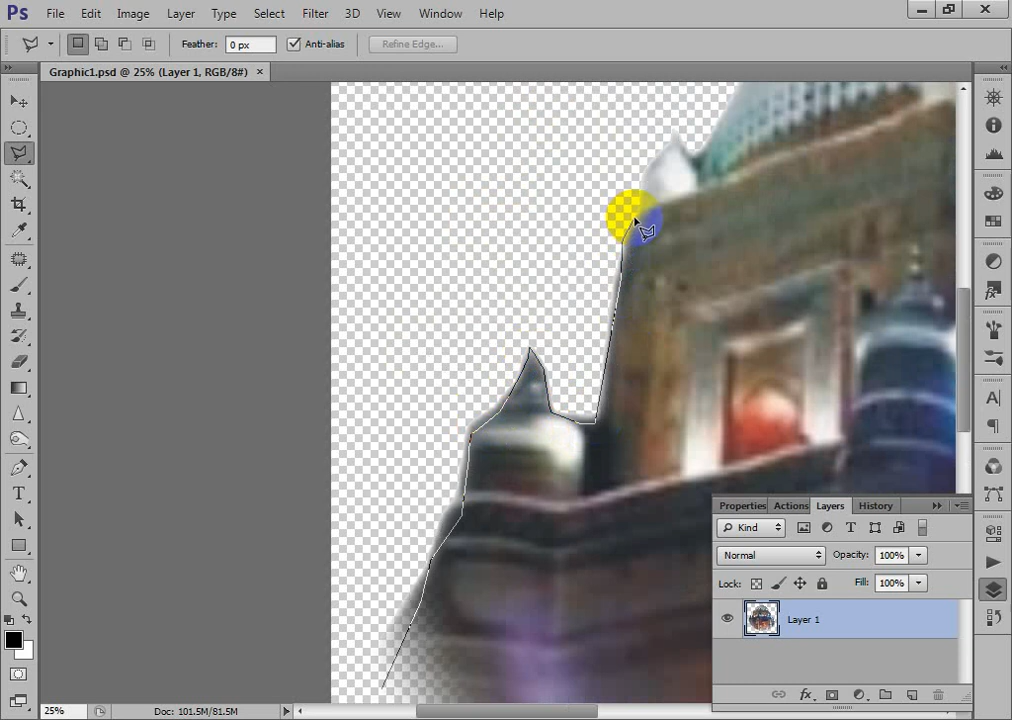 Ps File Edit Image Layer Type Select Filter 3D View Window Help
Feather: 0 px Anti-alias Refine Edge...
Graphic1.psd @ 25% (Layer 1, RGB/8#) ×
Properties Actions Layers History
Kind T
Normal Opacity: 100%
Lock: Fill: 100%
Layer 1
fx
25% Doc: 101.5M/81.5M